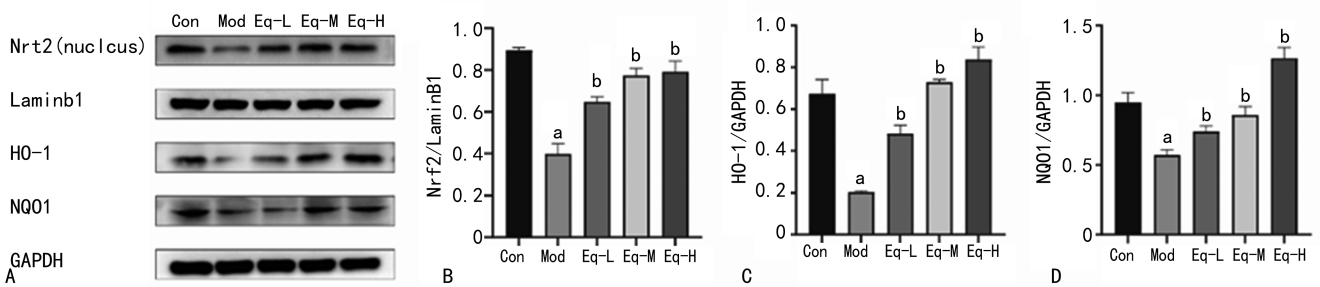 Con Mod Eq-L Eq-M Eq-H
Nrt2(nuclcus)
Laminb1
HO-1
NQO1
GAPDH
A
Nrf2/LaminB1
1.0
0.8
0.6
0.4
0.2
0
a
b
b
b
Con Mod Eq-L Eq-M Eq-H
B
HO-1/GAPDH
1.0
0.8
0.6
0.4
0.2
0
a
b
b
b
Con Mod Eq-L Eq-M Eq-H
C
NQO1/GAPDH
1.5
1.0
0.5
0
a
b
b
b
Con Mod Eq-L Eq-M Eq-H
D